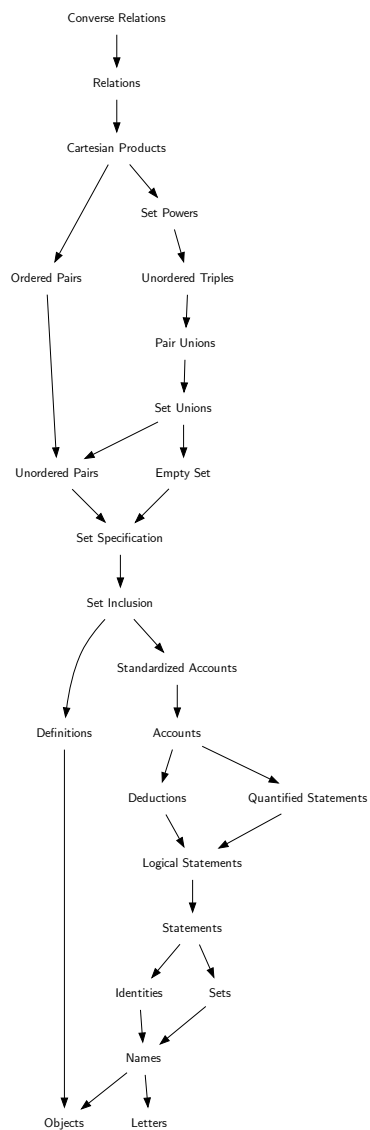 Converse Relations
Relations
Cartesian Products
Set Powers
Ordered Pairs
Unordered Triples
Pair Unions
Set Unions
Unordered Pairs
Empty Set
Set Specification
Set Inclusion
Standardized Accounts
Definitions
Accounts
Deductions
Quantified Statements
Logical Statements
Statements
Identities
Sets
Names
Objects
Letters